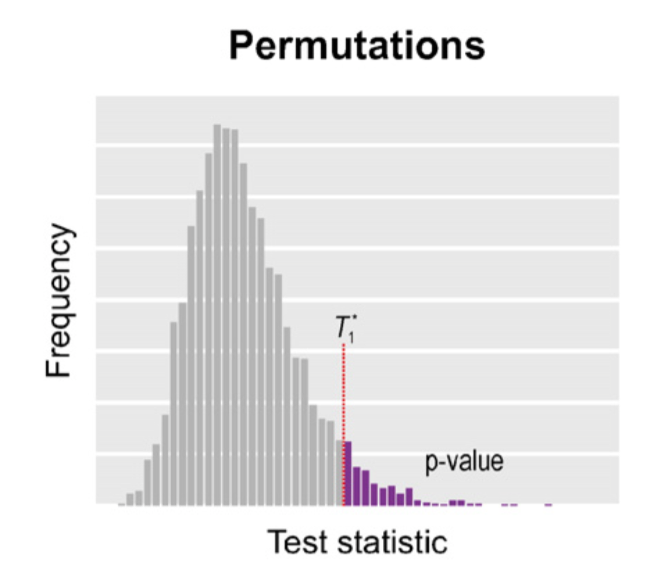 Permutations
Frequency
T₁*
p-value
Test statistic